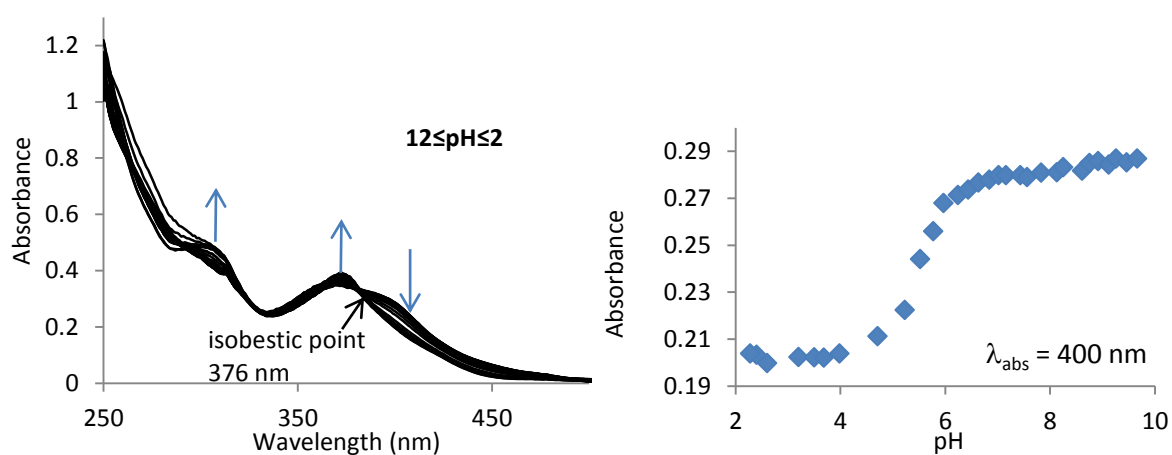 1.2
1
0.8
0.6
0.4
0.2
0
Absorbance
12≤pH≤2
isobestic point
376 nm
250
350
450
Wavelength (nm)
0.29
0.27
0.25
0.23
0.21
0.19
Absorbance
λabs = 400 nm
2
4
6
8
10
pH